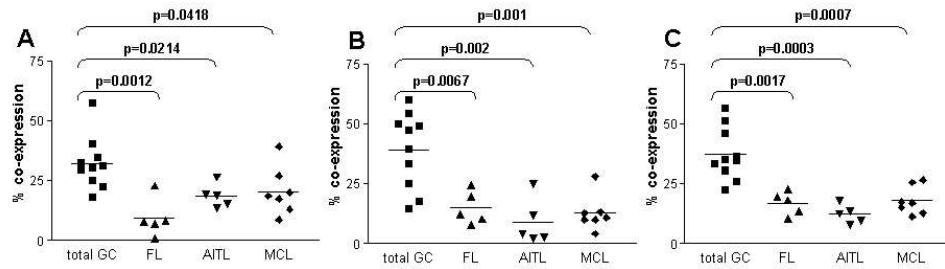 A
p=0.0418
p=0.0214
p=0.0012
75
50
25
0
% co-expression
total GC FL AITL MCL
B
p=0.001
p=0.002
p=0.0067
75
50
25
0
% co-expression
total GC FL AITL MCL
C
p=0.0007
p=0.0003
p=0.0017
75
50
25
0
% co-expression
total GC FL AITL MCL